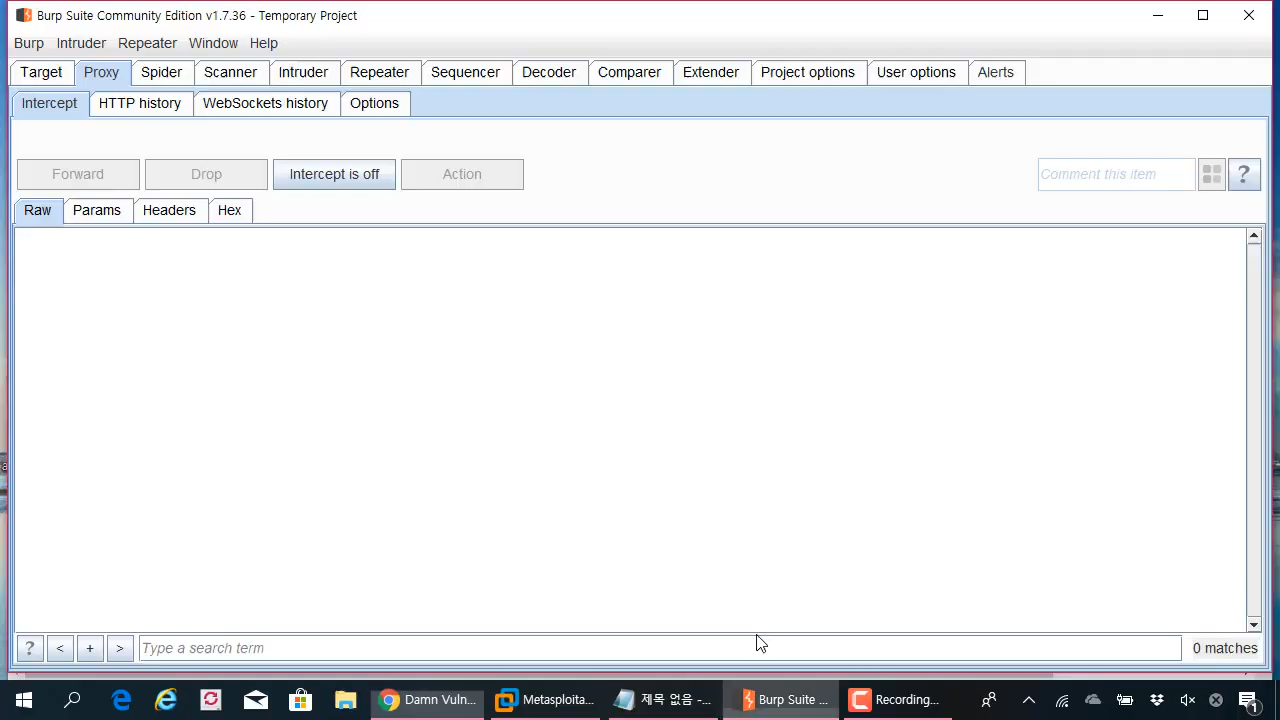 Burp Suite Community Edition v1.7.36 - Temporary Project
Burp Intruder Repeater Window Help
Target Proxy Spider Scanner Intruder Repeater Sequencer Decoder Comparer Extender Project options User options Alerts
Intercept HTTP history WebSockets history Options
Forward Drop Intercept is off Action Comment this item ?
Raw Params Headers Hex
? < + > Type a search term 0 matches
Damn Vuln... Metasploita... 제목 없음 -... Burp Suite ... Recording... 1